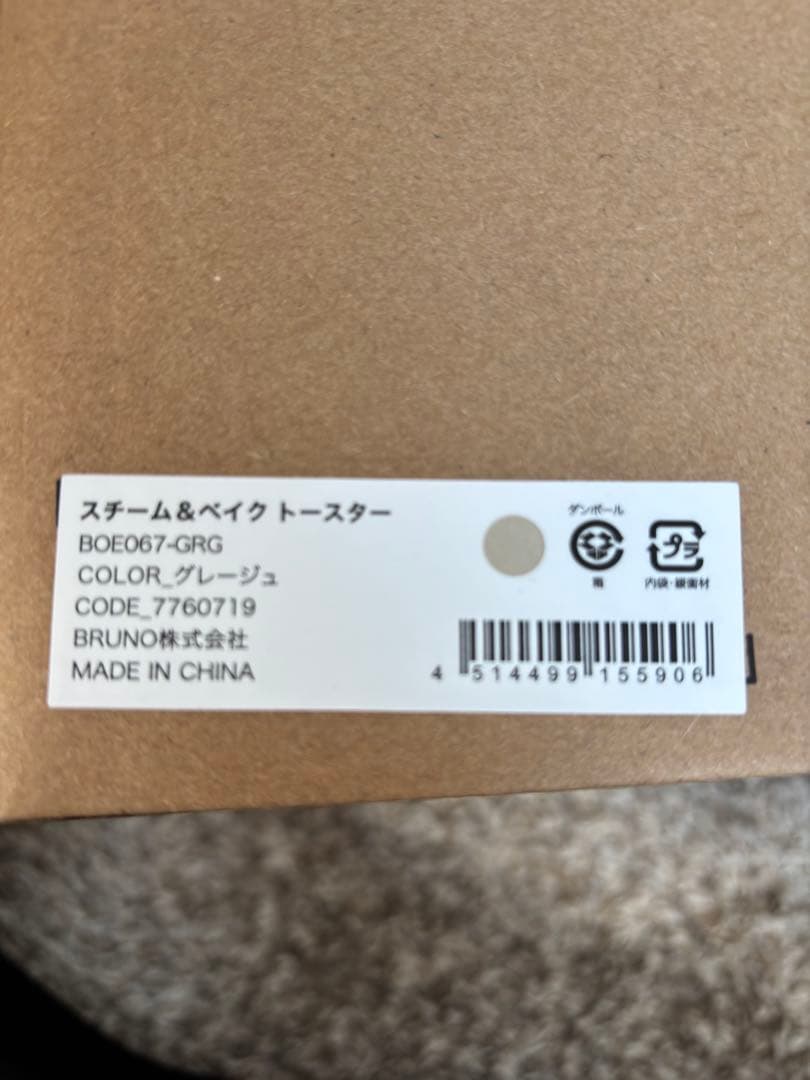 スチーム&ベイク トースター
BOE067-GRG
COLOR_グレージュ
CODE_7760719
BRUNO株式会社
MADE IN CHINA
ダンボール
箱
プラ
内袋・緩衝材
4 514499 155906